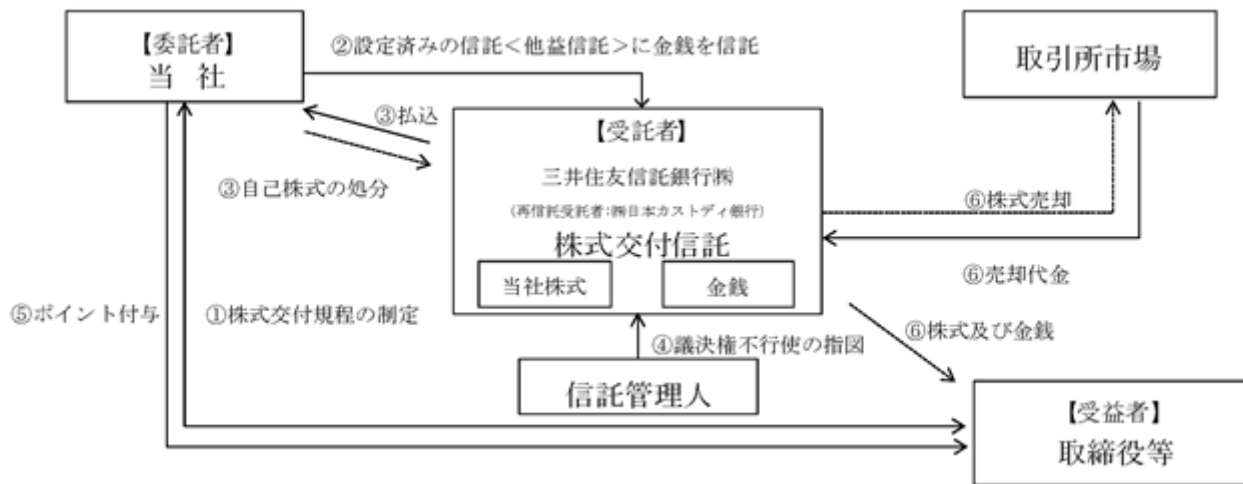 【委託者】
当 社
②設定済みの信託<他益信託>に金銭を信託
取引所市場
③払込
③自己株式の処分
【受託者】
三井住友信託銀行㈱
(再信託受託者:㈱日本カストディ銀行)
株式交付信託
当社株式
金銭
⑥株式売却
⑥売却代金
⑤ポイント付与
①株式交付規程の制定
④議決権不行使の指図
⑥株式及び金銭
信託管理人
【受益者】
取締役等